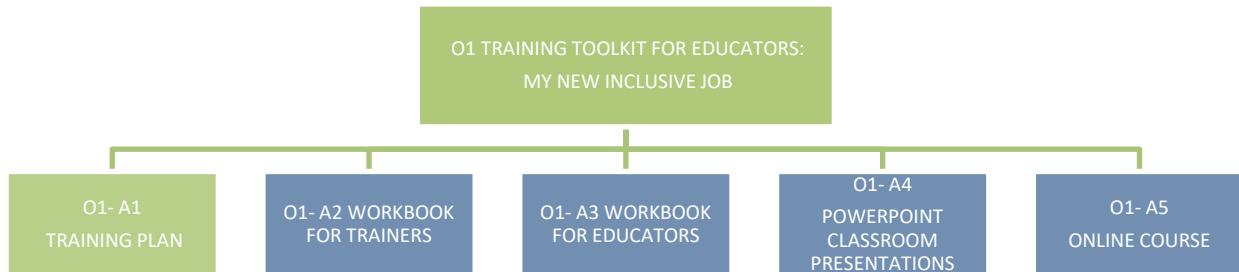 O1 TRAINING TOOLKIT FOR EDUCATORS:
MY NEW INCLUSIVE JOB
O1- A1
TRAINING PLAN
O1- A2 WORKBOOK
FOR TRAINERS
O1- A3 WORKBOOK
FOR EDUCATORS
O1- A4
POWERPOINT
CLASSROOM
PRESENTATIONS
O1- A5
ONLINE COURSE